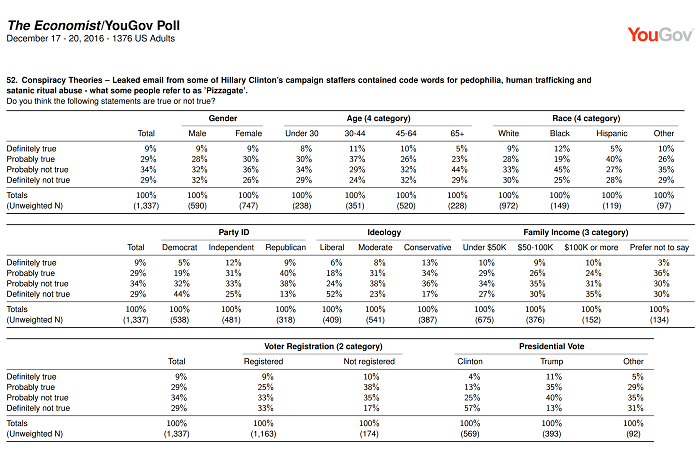 The Economist/YouGov Poll
December 17 - 20, 2016 - 1376 US Adults
YouGov
52. Conspiracy Theories – Leaked email from some of Hillary Clinton's campaign staffers contained code words for pedophilia, human trafficking and
satanic ritual abuse - what some people refer to as 'Pizzagate'.
Do you think the following statements are true or not true?
Gender Age (4 category) Race (4 category)
Total Male Female Under 30 30-44 45-64 65+ White Black Hispanic Other
Definitely true 9% 9% 9% 8% 11% 10% 5% 9% 12% 5% 10%
Probably true 29% 28% 30% 30% 37% 26% 23% 28% 19% 40% 26%
Probably not true 34% 32% 36% 34% 29% 32% 44% 33% 45% 27% 35%
Definitely not true 29% 32% 26% 29% 24% 32% 29% 30% 25% 28% 29%
Totals 100% 100% 100% 100% 100% 100% 100% 100% 100% 100% 100%
(Unweighted N) (1,337) (590) (747) (238) (351) (520) (228) (972) (149) (119) (97)
Party ID Ideology Family Income (3 category)
Total Democrat Independent Republican Liberal Moderate Conservative Under $50K $50-100K $100K or more Prefer not to say
Definitely true 9% 5% 12% 9% 6% 8% 13% 10% 9% 10% 3%
Probably true 29% 19% 31% 40% 18% 31% 34% 29% 26% 24% 36%
Probably not true 34% 32% 33% 38% 24% 38% 36% 34% 35% 31% 30%
Definitely not true 29% 44% 25% 13% 52% 23% 17% 27% 30% 35% 30%
Totals 100% 100% 100% 100% 100% 100% 100% 100% 100% 100% 100%
(Unweighted N) (1,337) (538) (481) (318) (409) (541) (387) (675) (376) (152) (134)
Voter Registration (2 category) Presidential Vote
Total Registered Not registered Clinton Trump Other
Definitely true 9% 9% 10% 4% 11% 5%
Probably true 29% 25% 38% 13% 35% 29%
Probably not true 34% 33% 35% 25% 40% 35%
Definitely not true 29% 33% 17% 57% 13% 31%
Totals 100% 100% 100% 100% 100% 100%
(Unweighted N) (1,337) (1,163) (174) (569) (393) (92)